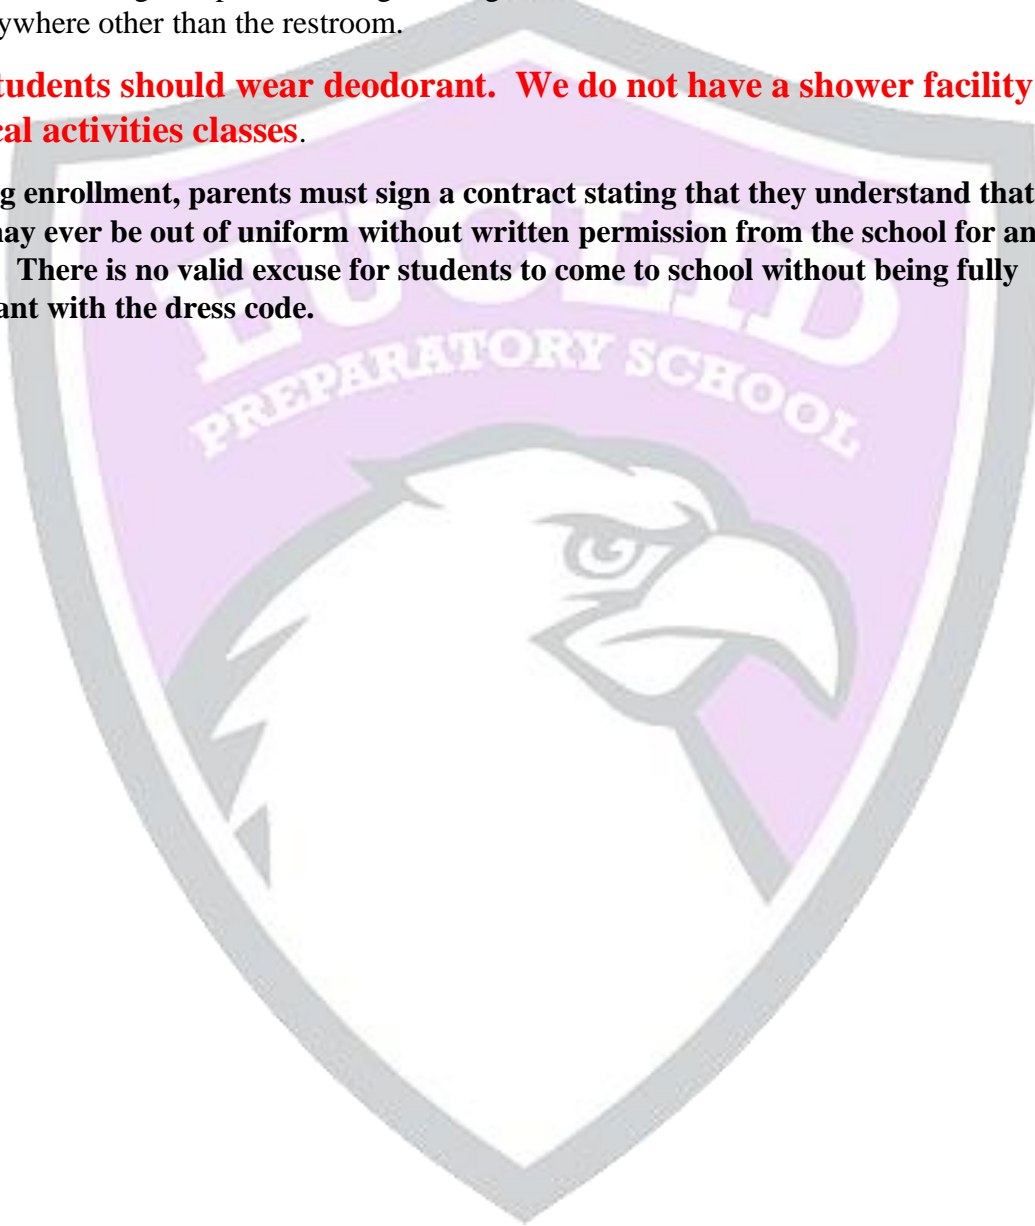 ywhere other than the restroom.
tudents should wear deodorant.  We do not have a shower facility
cal activities classes.
g enrollment, parents must sign a contract stating that they understand that
may ever be out of uniform without written permission from the school for an
There is no valid excuse for students to come to school without being fully
ant with the dress code.
EUCLID
PREPARATORY SCHOOL